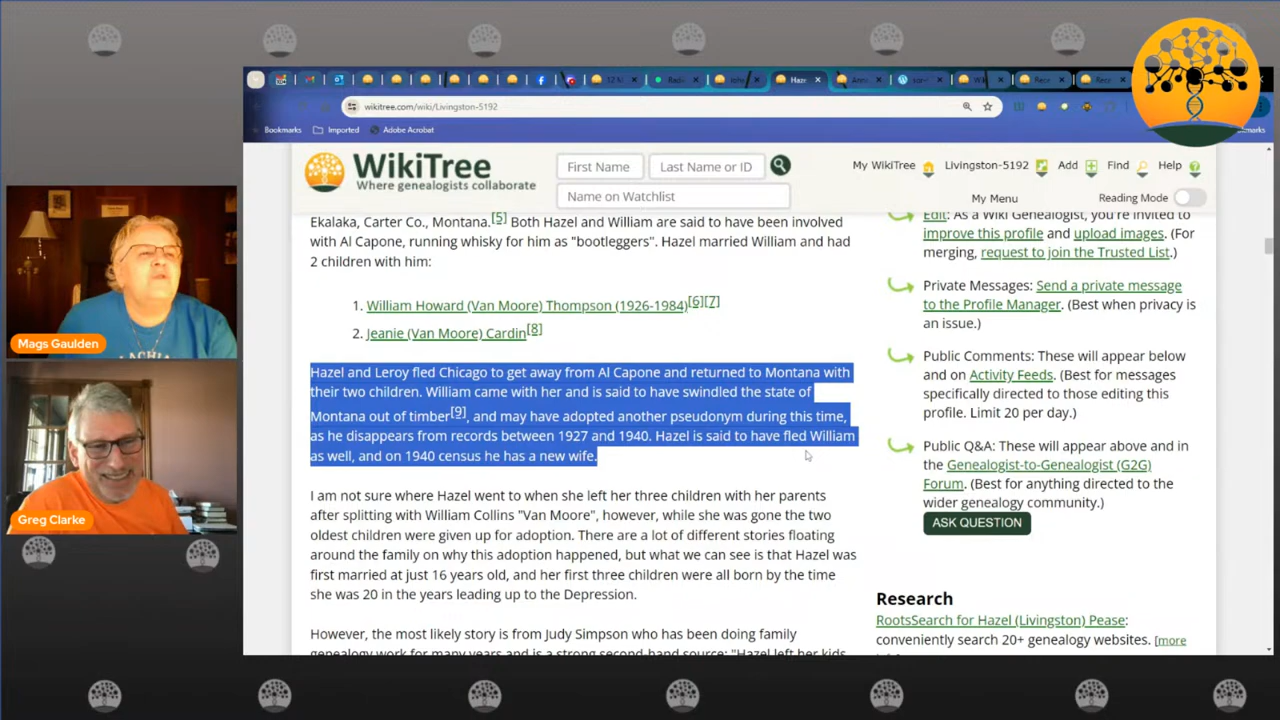 wikitree.com/wiki/Livingston-5192
Bookmarks
Imported
Adobe Acrobat
WikiTree
Where genealogists collaborate
First Name
Last Name or ID
Name on Watchlist
My WikiTree
Livingston-5192
Add
Find
Help
My Menu
Reading Mode
Ekalaka, Carter Co., Montana.[5] Both Hazel and William are said to have been involved
with Al Capone, running whisky for him as "bootleggers". Hazel married William and had
2 children with him:
1. William Howard (Van Moore) Thompson (1926-1984)[6][7]
2. Jeanie (Van Moore) Cardin[8]
Hazel and Leroy fled Chicago to get away from Al Capone and returned to Montana with
their two children. William came with her and is said to have swindled the state of
Montana out of timber[9], and may have adopted another pseudonym during this time,
as he disappears from records between 1927 and 1940. Hazel is said to have fled William
as well, and on 1940 census he has a new wife.
I am not sure where Hazel went to when she left her three children with her parents
after splitting with William Collins "Van Moore", however, while she was gone the two
oldest children were given up for adoption. There are a lot of different stories floating
around the family on why this adoption happened, but what we can see is that Hazel was
first married at just 16 years old, and her first three children were all born by the time
she was 20 in the years leading up to the Depression.
However, the most likely story is from Judy Simpson who has been doing family
genealogy work for many years and is a strong second-hand source: "Hazel left her kids
Edit: As a Wiki Genealogist, you're invited to
improve this profile and upload images. (For
merging, request to join the Trusted List.)
Private Messages: Send a private message
to the Profile Manager. (Best when privacy is
an issue.)
Public Comments: These will appear below
and on Activity Feeds. (Best for messages
specifically directed to those editing this
profile. Limit 20 per day.)
Public Q&A: These will appear above and in
the Genealogist-to-Genealogist (G2G)
Forum. (Best for anything directed to the
wider genealogy community.)
ASK QUESTION
Research
RootsSearch for Hazel (Livingston) Pease:
conveniently search 20+ genealogy websites. [more
Mags Gaulden
Greg Clarke